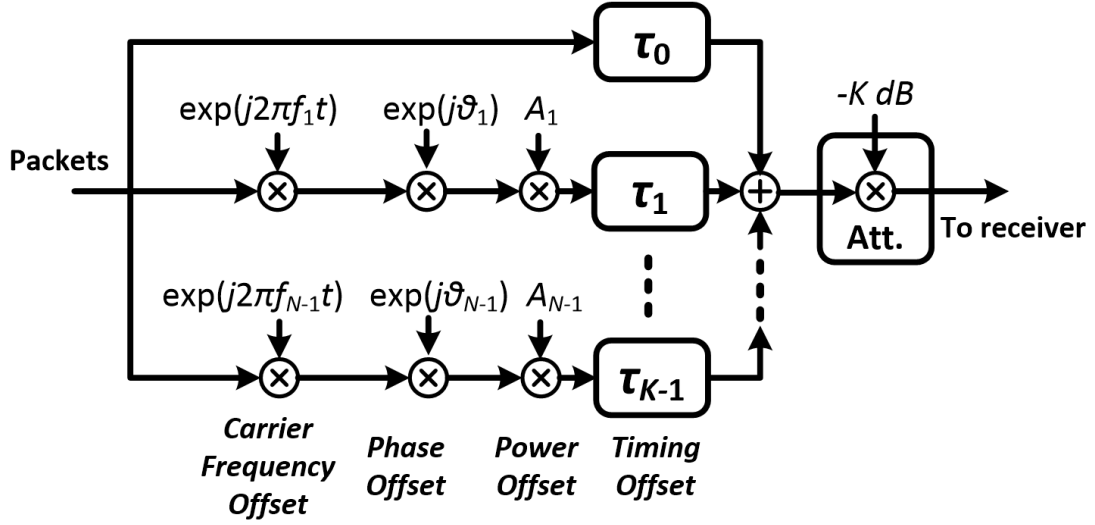 τ0
-K dB
exp(j2πf1t) exp(jϑ1) A1
Packets
τ1
Att.
To receiver
exp(j2πfN-1t) exp(jϑN-1) AN-1
τK-1
Carrier
Frequency
Offset
Phase
Offset
Power
Offset
Timing
Offset